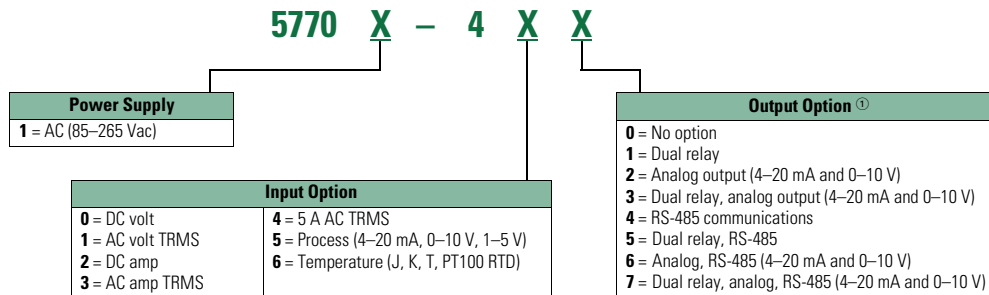 5770 X – 4 X X
Power Supply
1 = AC (85–265 Vac)
Input Option
0 = DC volt
1 = AC volt TRMS
2 = DC amp
3 = AC amp TRMS
4 = 5 A AC TRMS
5 = Process (4–20 mA, 0–10 V, 1–5 V)
6 = Temperature (J, K, T, PT100 RTD)
Output Option ①
0 = No option
1 = Dual relay
2 = Analog output (4–20 mA and 0–10 V)
3 = Dual relay, analog output (4–20 mA and 0–10 V)
4 = RS-485 communications
5 = Dual relay, RS-485
6 = Analog, RS-485 (4–20 mA and 0–10 V)
7 = Dual relay, analog, RS-485 (4–20 mA and 0–10 V)